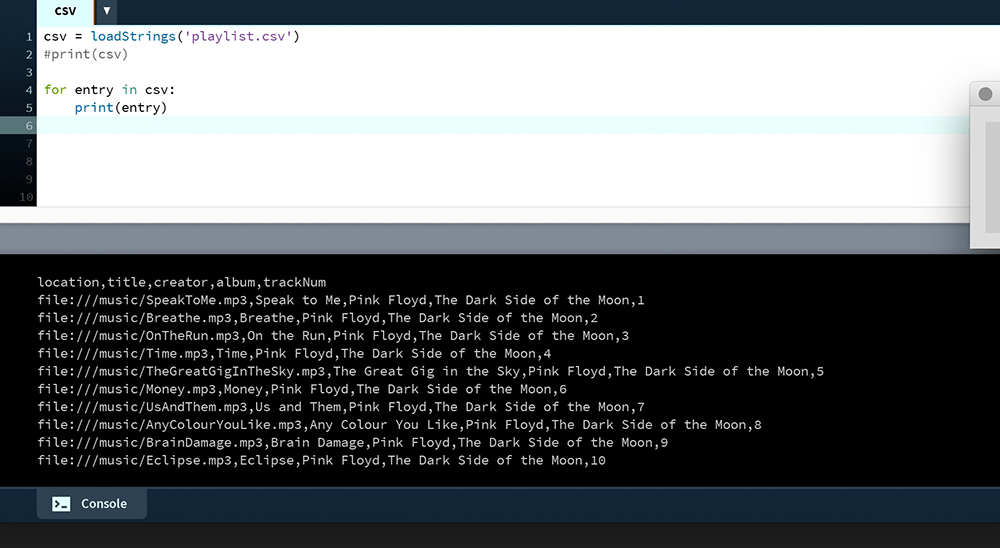 csv ▼
1 csv = loadStrings('playlist.csv')
2 #print(csv)
3
4 for entry in csv:
5     print(entry)
6
7
8
9
10
location,title,creator,album,trackNum
file:///music/SpeakToMe.mp3,Speak to Me,Pink Floyd,The Dark Side of the Moon,1
file:///music/Breathe.mp3,Breathe,Pink Floyd,The Dark Side of the Moon,2
file:///music/OnTheRun.mp3,On the Run,Pink Floyd,The Dark Side of the Moon,3
file:///music/Time.mp3,Time,Pink Floyd,The Dark Side of the Moon,4
file:///music/TheGreatGigInTheSky.mp3,The Great Gig in the Sky,Pink Floyd,The Dark Side of the Moon,5
file:///music/Money.mp3,Money,Pink Floyd,The Dark Side of the Moon,6
file:///music/UsAndThem.mp3,Us and Them,Pink Floyd,The Dark Side of the Moon,7
file:///music/AnyColourYouLike.mp3,Any Colour You Like,Pink Floyd,The Dark Side of the Moon,8
file:///music/BrainDamage.mp3,Brain Damage,Pink Floyd,The Dark Side of the Moon,9
file:///music/Eclipse.mp3,Eclipse,Pink Floyd,The Dark Side of the Moon,10
>_ Console